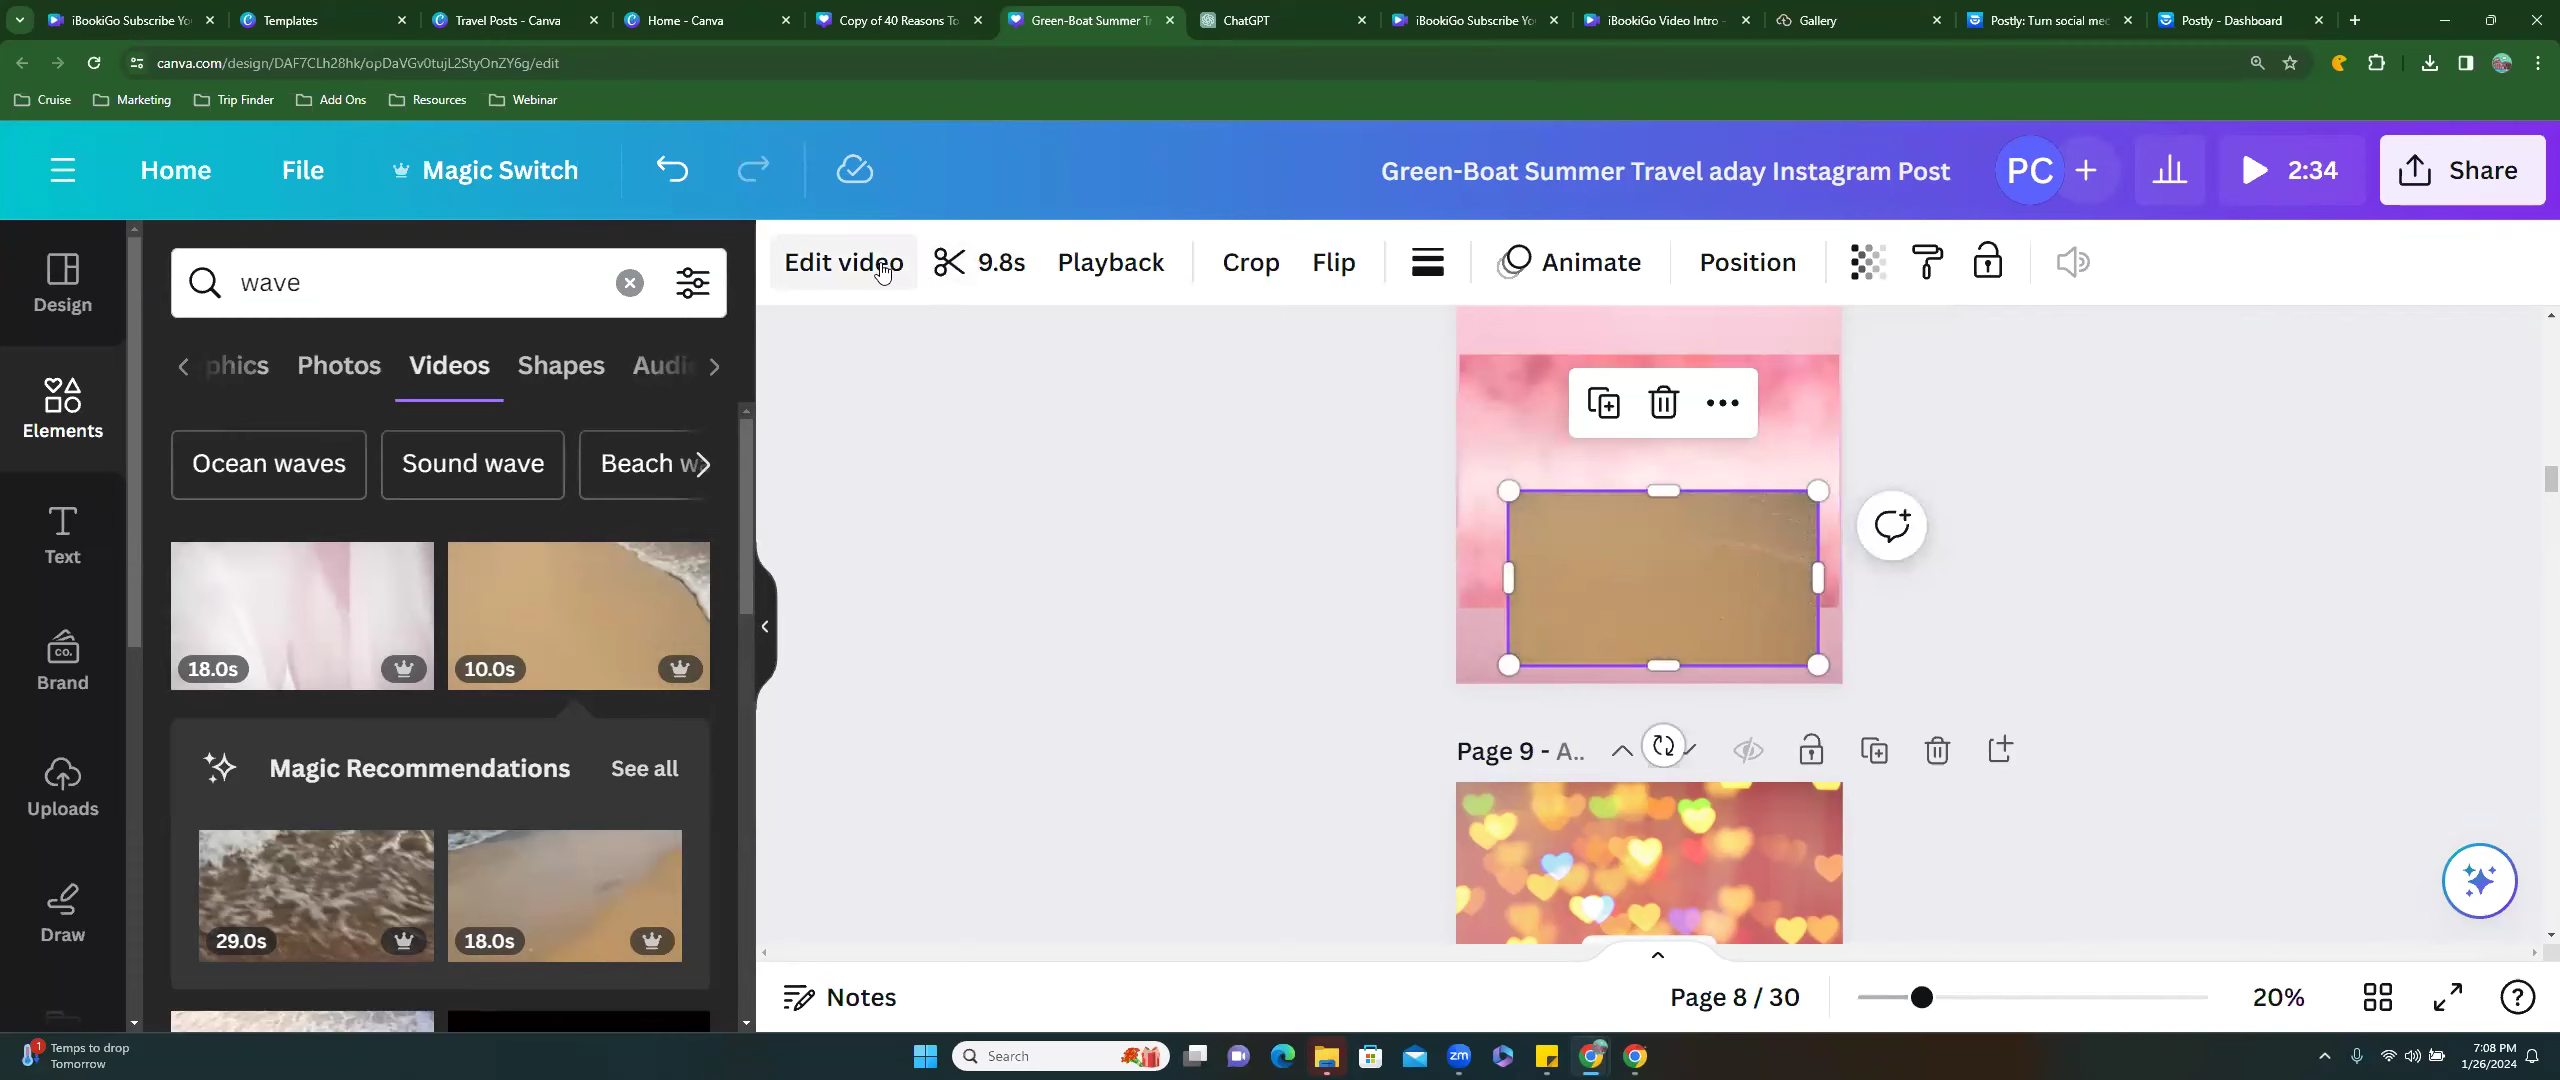 iBookiGo Subscribe Yo
Templates
Travel Posts - Canva
Home - Canva
Copy of 40 Reasons To
Green-Boat Summer Tr
ChatGPT
iBookiGo Subscribe Yo
iBookiGo Video Intro -
Gallery
Postly: Turn social med
Postly - Dashboard
canva.com/design/DAF7CLh28hk/opDaVGv0tujL2StyOnZY6g/edit
Cruise
Marketing
Trip Finder
Add Ons
Resources
Webinar
Home
File
Magic Switch
Green-Boat Summer Travel aday Instagram Post
PC
2:34
Share
Design
Elements
Text
Brand
CO.
Uploads
Draw
wave
phics
Photos
Videos
Shapes
Audi
Ocean waves
Sound wave
Beach w
18.0s
10.0s
Magic Recommendations
See all
29.0s
18.0s
Edit video
9.8s
Playback
Crop
Flip
Animate
Position
Page 9 - A..
Notes
Page 8 / 30
20%
1
Temps to drop
Tomorrow
Search
zm
7:08 PM
1/26/2024